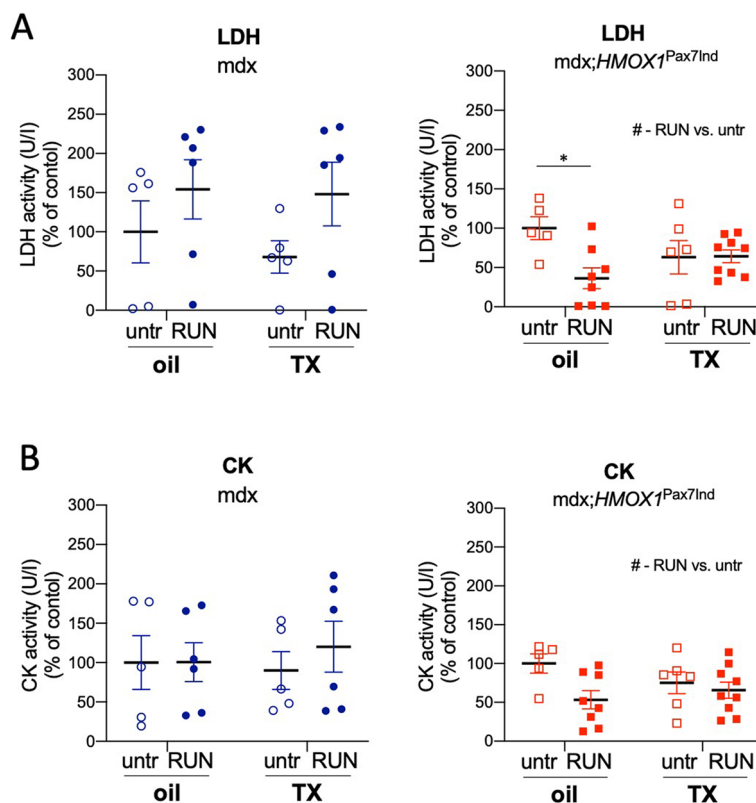 A
LDH
mdx
LDH activity (U/I)
(% of control)
300
250
200
150
100
50
0
untr RUN untr RUN
oil TX
LDH
mdx;HMOX1Pax7Ind
# - RUN vs. untr
*
LDH activity (U/I)
(% of control)
300
250
200
150
100
50
0
untr RUN untr RUN
oil TX
B
CK
mdx
CK activity (U/I)
(% of contol)
300
250
200
150
100
50
0
untr RUN untr RUN
oil TX
CK
mdx;HMOX1Pax7Ind
# - RUN vs. untr
CK activity (U/I)
(% of control)
300
250
200
150
100
50
0
untr RUN untr RUN
oil TX